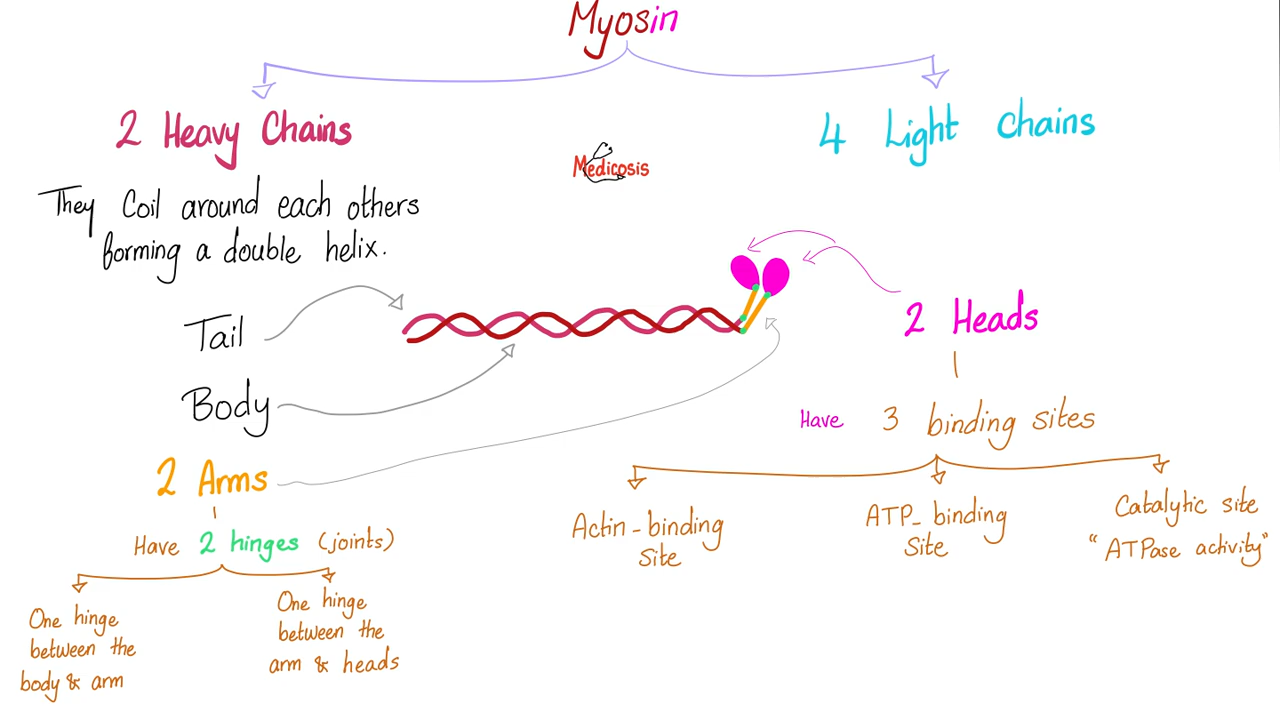 Myosin
2 Heavy Chains
4 Light Chains
Medicosis
They Coil around each others
forming a double helix.
Tail
Body
2 Arms
Have 2 hinges (joints)
One hinge
between the
body & arm
One hinge
between the
arm & heads
2 Heads
Have 3 binding sites
Actin-binding
Site
ATP-binding
Site
Catalytic site
"ATPase activity"